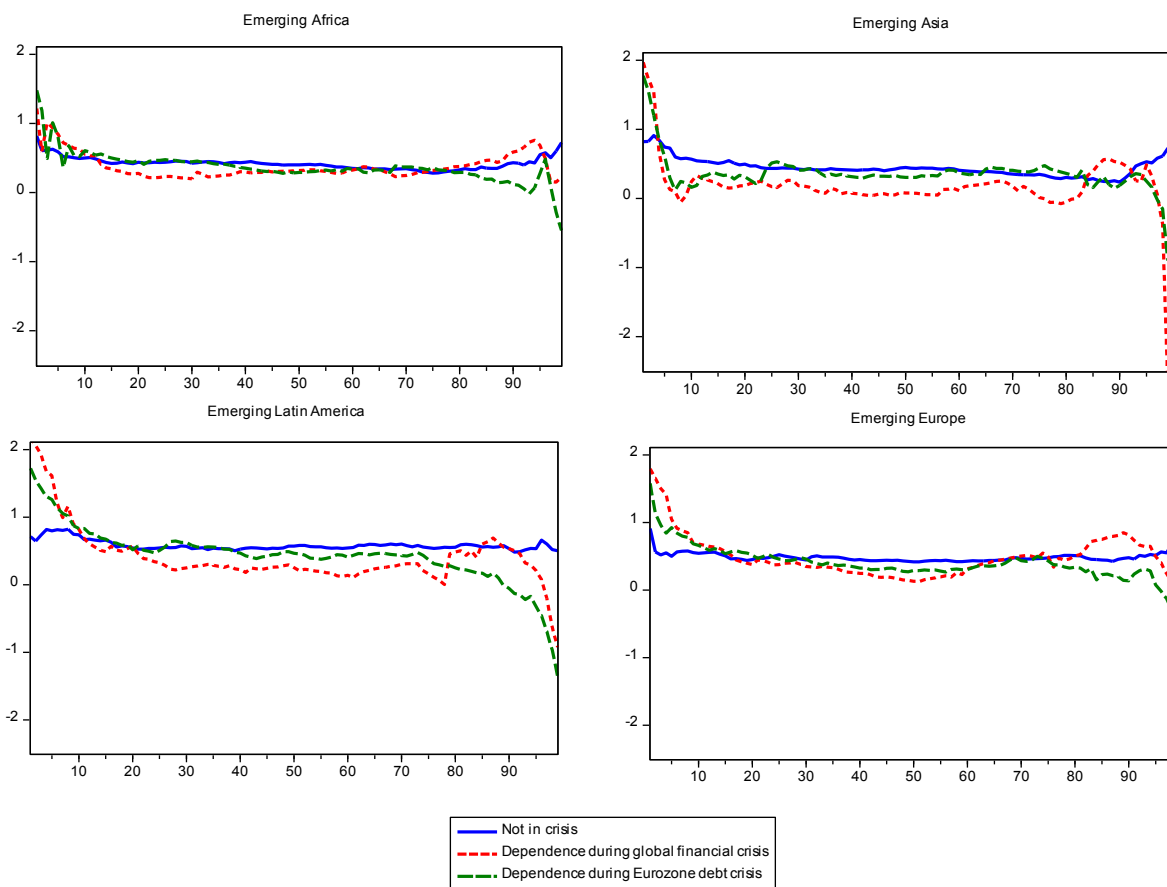 Emerging Africa
2
1
0
-1
-2
10 20 30 40 50 60 70 80 90
Emerging Asia
2
1
0
-1
-2
10 20 30 40 50 60 70 80 90
Emerging Latin America
2
1
0
-1
-2
10 20 30 40 50 60 70 80 90
Emerging Europe
2
1
0
-1
-2
10 20 30 40 50 60 70 80 90
Not in crisis
Dependence during global financial crisis
Dependence during Eurozone debt crisis